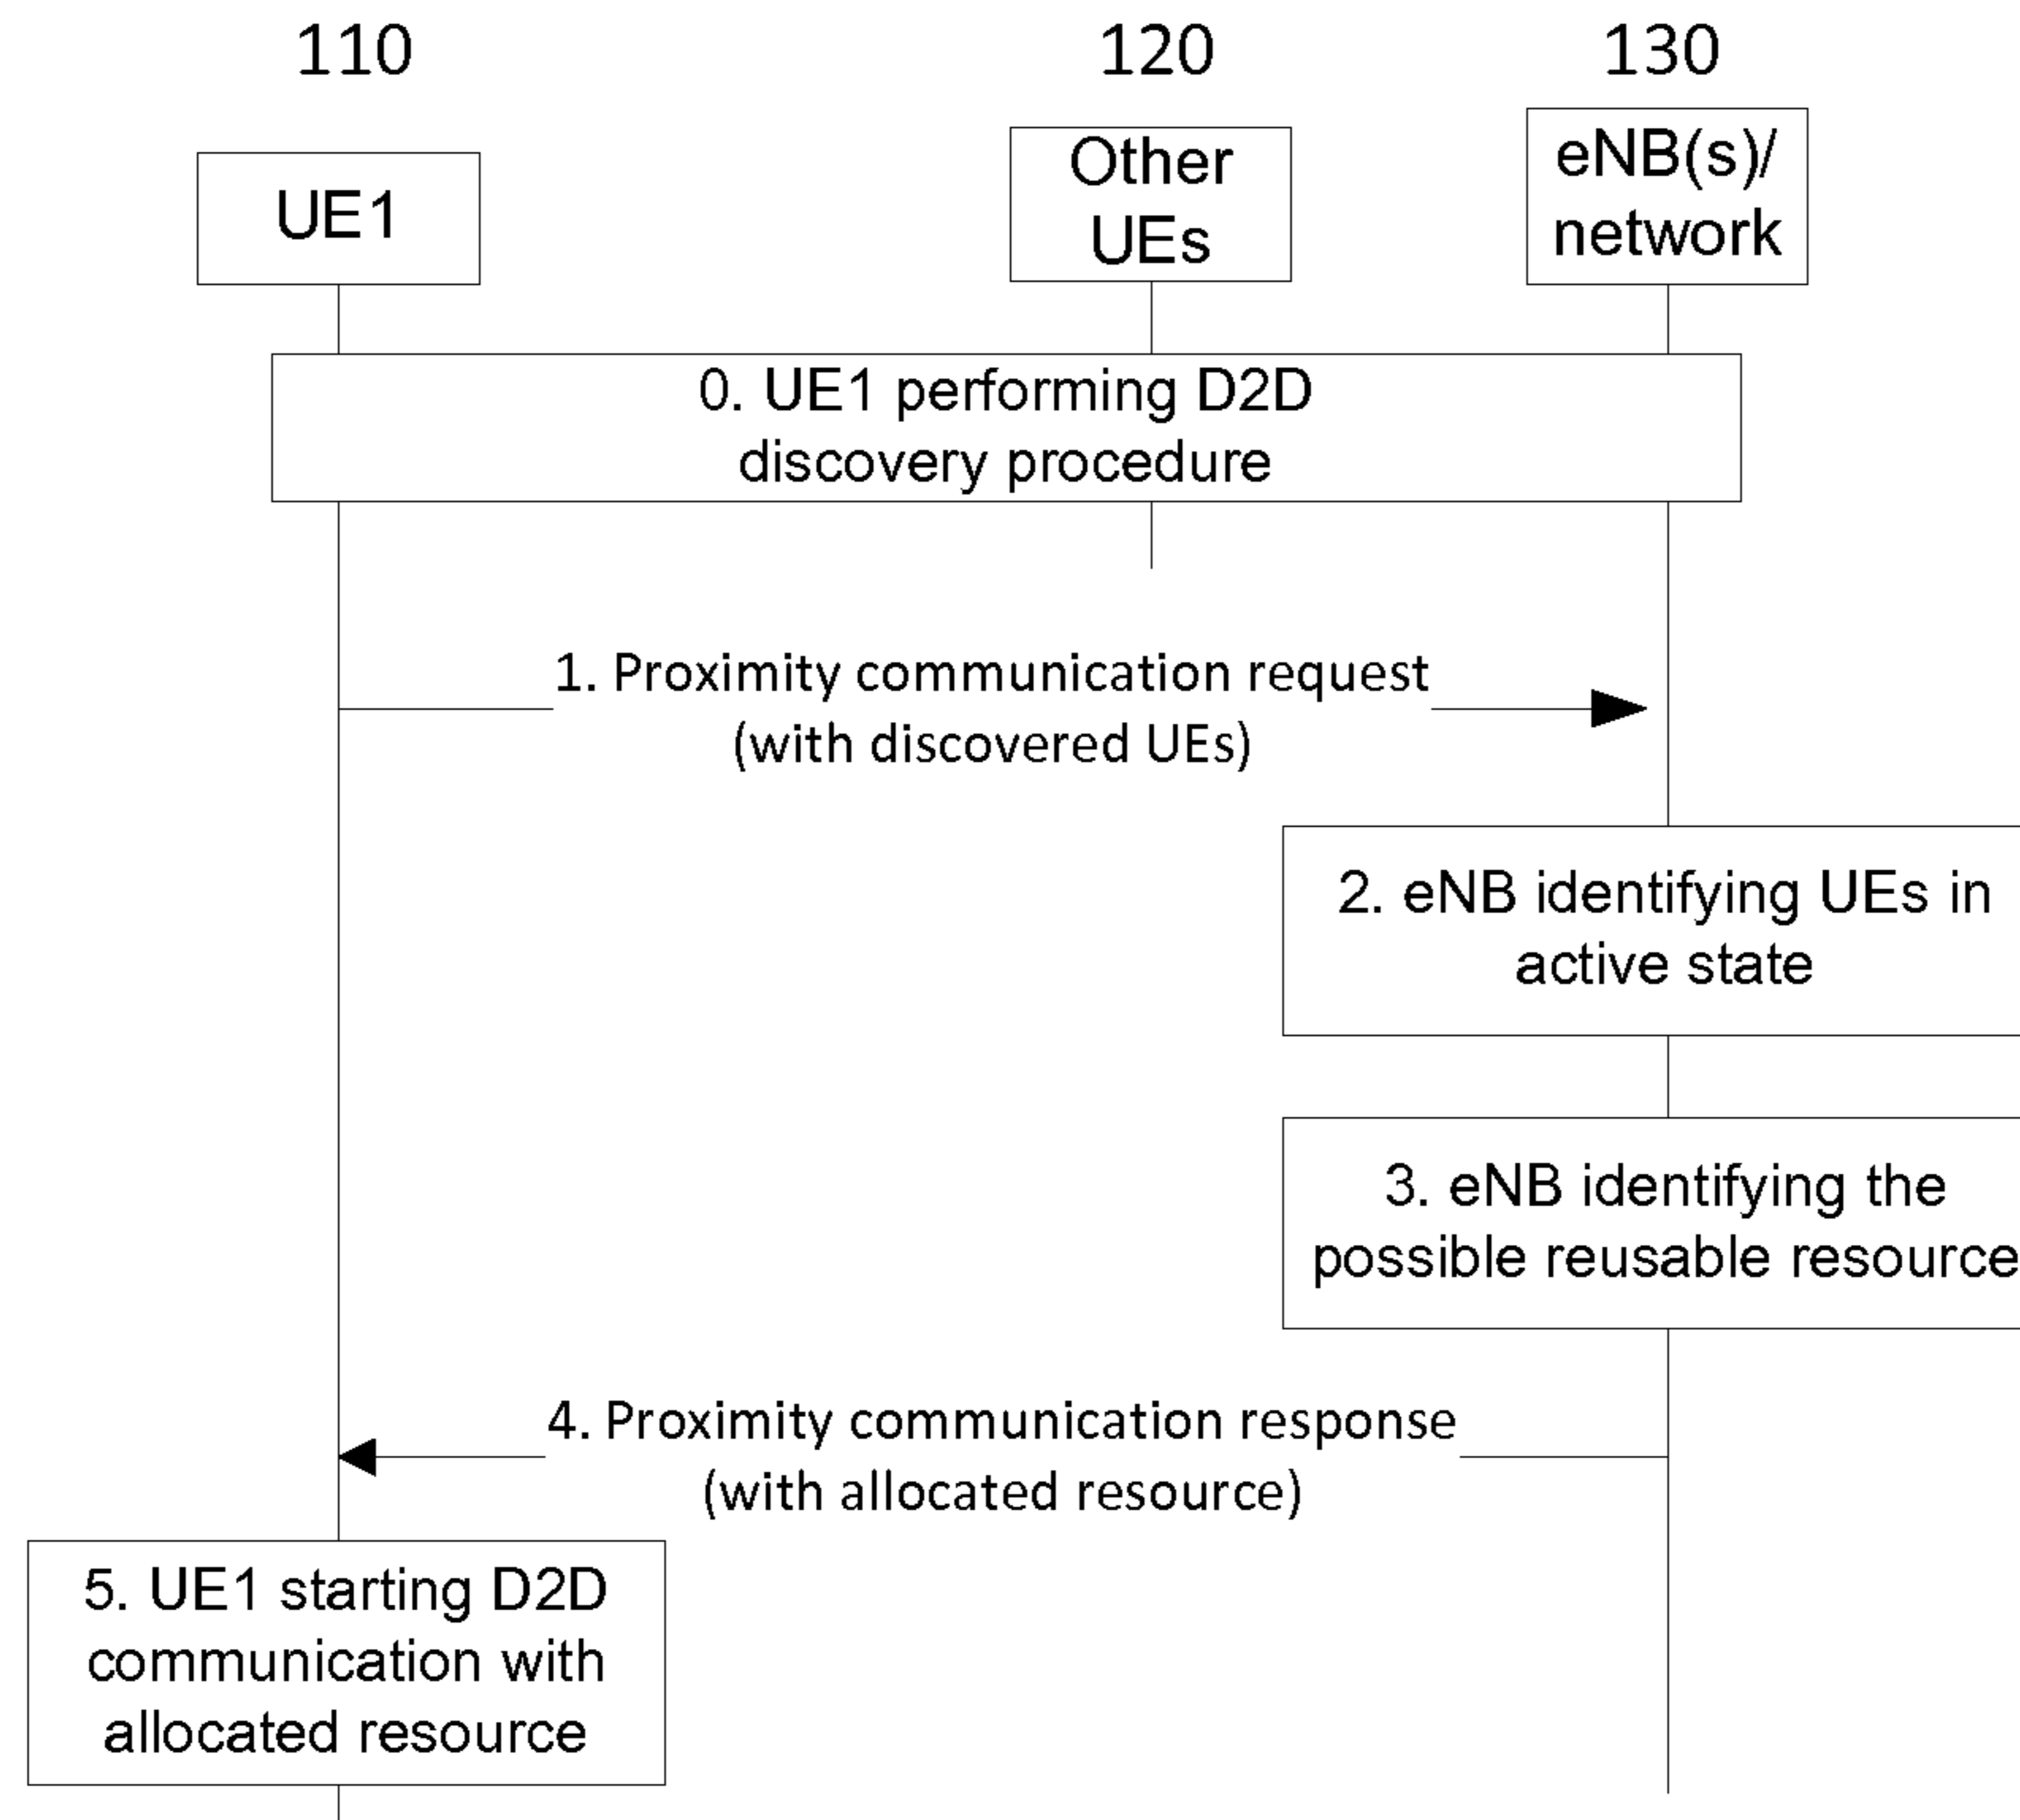 110
120
130
UE1
Other
UEs
eNB(s)/
network
0. UE1 performing D2D
discovery procedure
1. Proximity communication request
(with discovered UEs)
2. eNB identifying UEs in
active state
3. eNB identifying the
possible reusable resource
4. Proximity communication response
(with allocated resource)
5. UE1 starting D2D
communication with
allocated resource